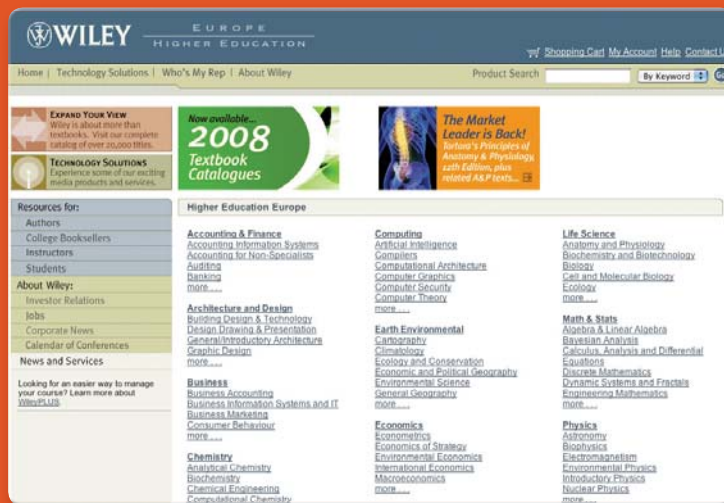 WILEY
EUROPE
HIGHER EDUCATION
Shopping Cart My Account Help Contact U
Home | Technology Solutions | Who's My Rep | About Wiley
Product Search By Keyword Go
EXPAND YOUR VIEW
Wiley is about more than
textbooks. Visit our complete
catalog of over 20,000 titles.
TECHNOLOGY SOLUTIONS
Experience some of our exciting
media products and services.
Now available...
2008
Textbook
Catalogues
The Market
Leader is Back!
Tortora's Principles of
Anatomy & Physiology,
12th Edition, plus
related A&P texts...
Resources for:
Authors
College Booksellers
Instructors
Students
About Wiley:
Investor Relations
Jobs
Corporate News
Calendar of Conferences
News and Services
Looking for an easier way to manage
your course? Learn more about
WileyPLUS.
Higher Education Europe
Accounting & Finance
Accounting Information Systems
Accounting for Non-Specialists
Auditing
Banking
more ....
Architecture and Design
Building Design & Technology
Design Drawing & Presentation
General/Introductory Architecture
Graphic Design
more ....
Business
Business Accounting
Business Information Systems and IT
Business Marketing
Consumer Behaviour
more ....
Chemistry
Analytical Chemistry
Biochemistry
Chemical Engineering
Computational Chemistry
Computing
Artificial Intelligence
Compilers
Computational Architecture
Computer Graphics
Computer Security
Computer Theory
more ....
Earth Environmental
Cartography
Climatology
Ecology and Conservation
Economic and Political Geography
Environmental Science
General Geography
more ....
Economics
Econometrics
Economics of Strategy
Environmental Economics
International Economics
Macroeconomics
more ....
Life Science
Anatomy and Physiology
Biochemistry and Biotechnology
Biology
Cell and Molecular Biology
Ecology
more ....
Math & Stats
Algebra & Linear Algebra
Bayesian Analysis
Calculus, Analysis and Differential
Equations
Discrete Mathematics
Dynamic Systems and Fractals
Engineering Mathematics
more ....
Physics
Astronomy
Biophysics
Electromagnetism
Environmental Physics
Introductory Physics
Nuclear Physics
more ....